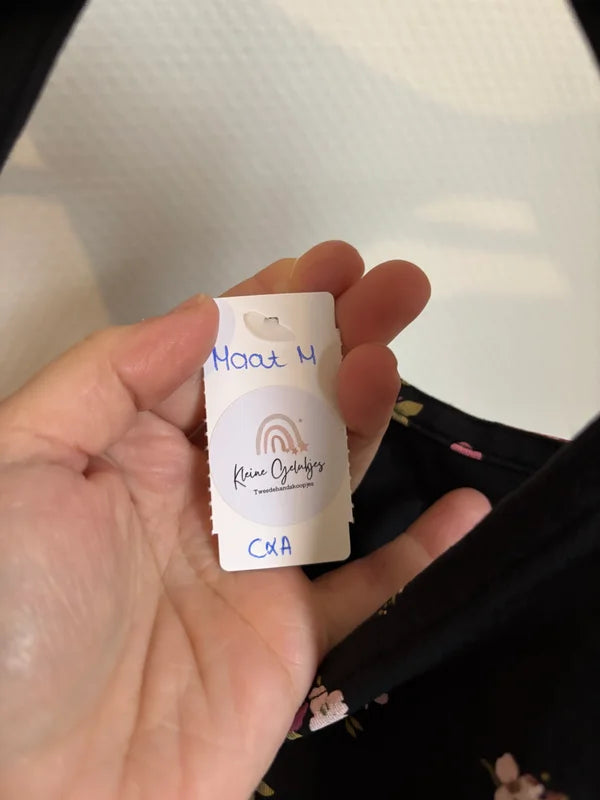 Maat M
Kleine Gelukjes
Tweedehandskoopjes
C&A